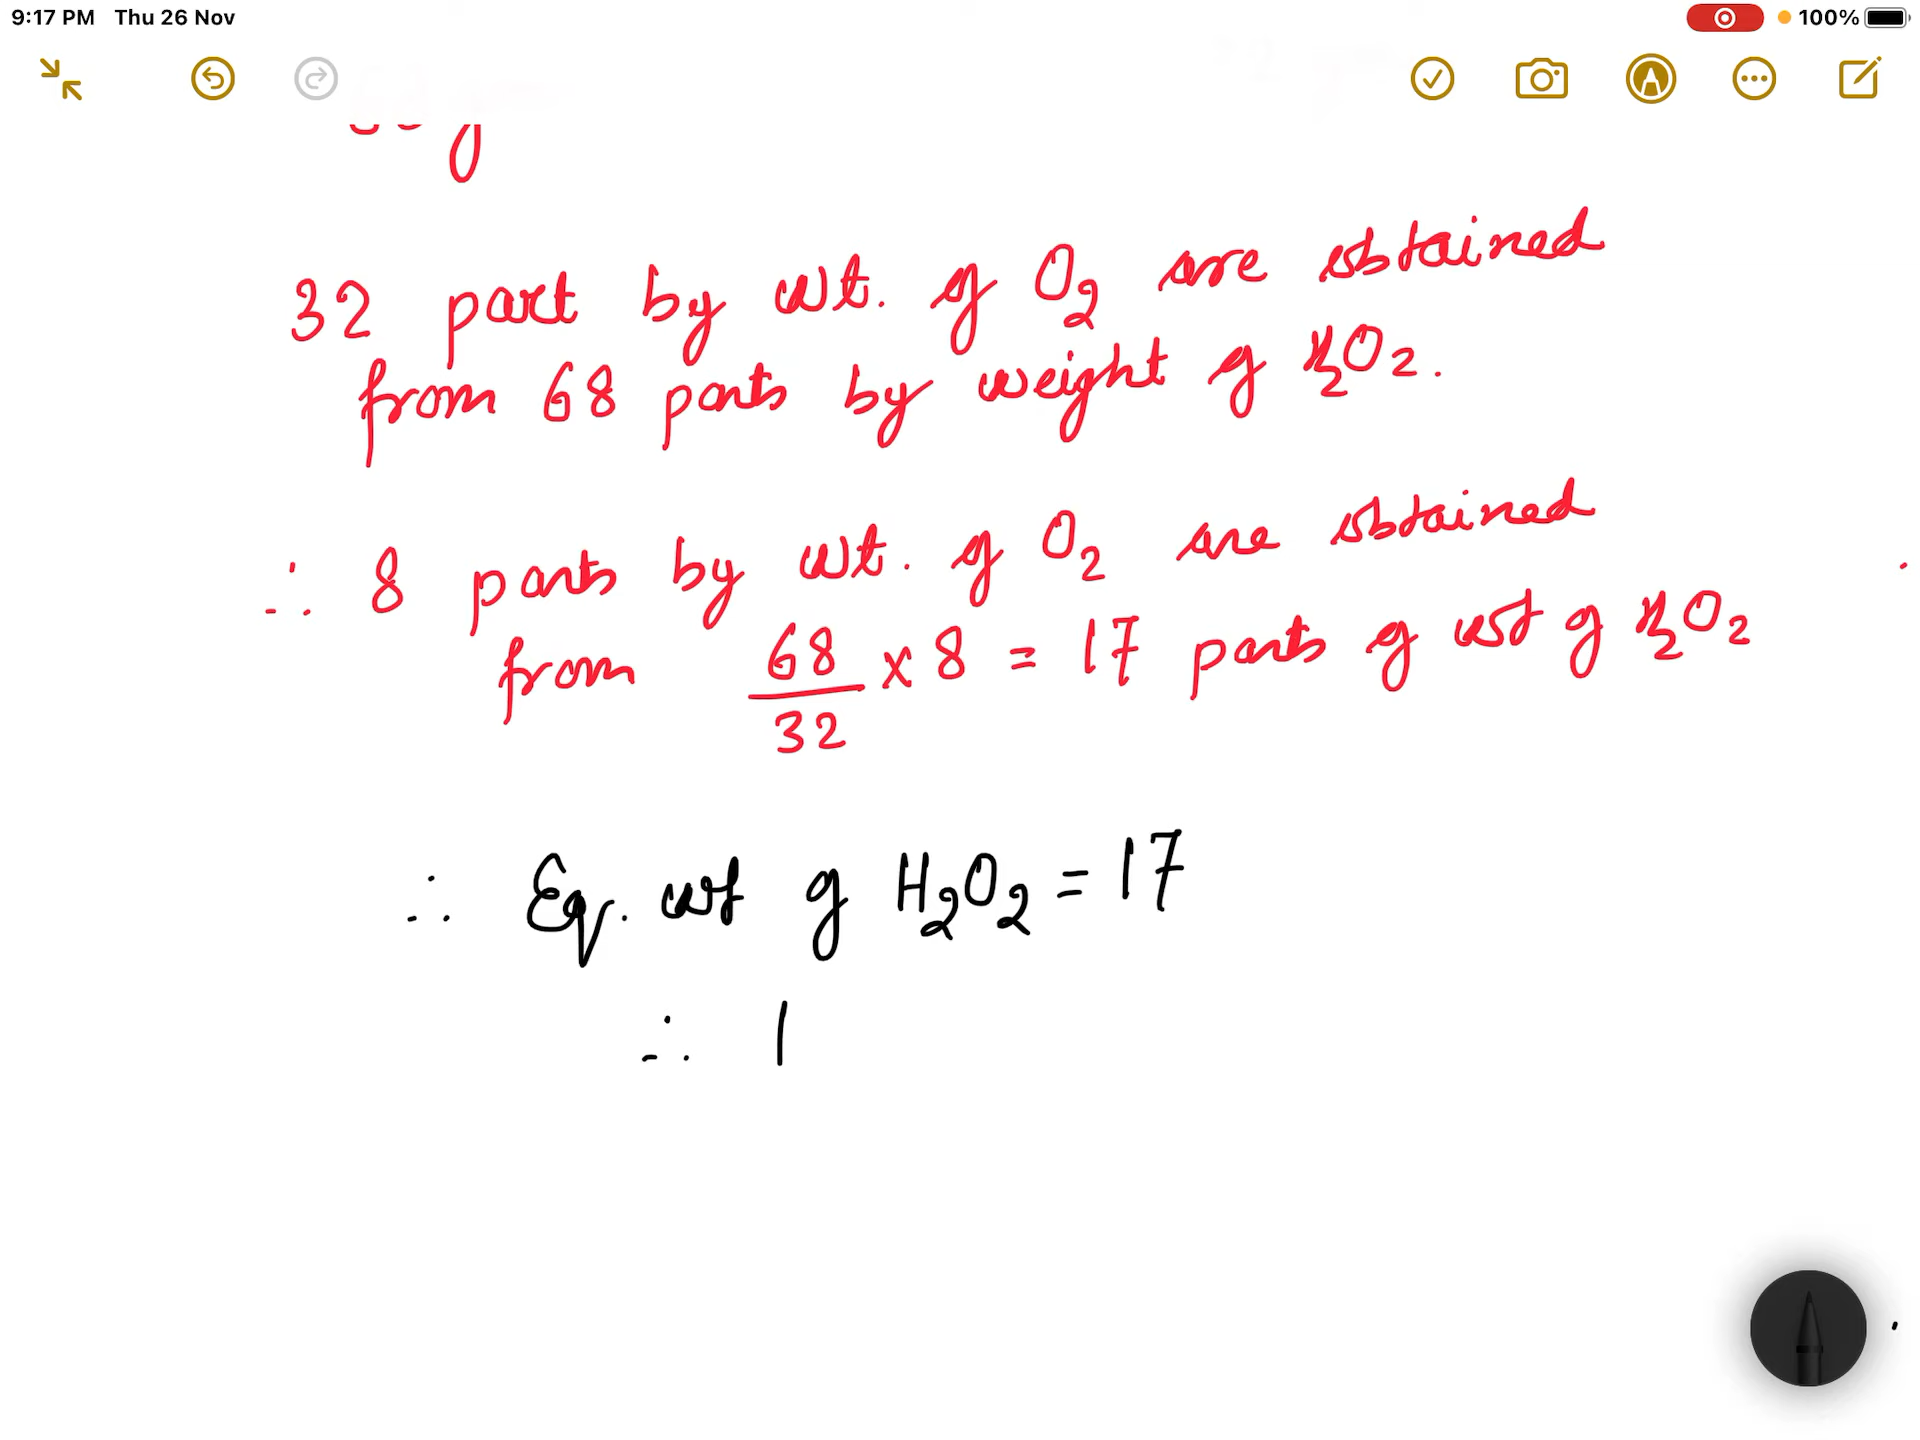 9:17 PM Thu 26 Nov 100%
32 part by wt. of O2 are obtained
from 68 parts by weight of H2O2.
∴ 8 parts by wt. of O2 are obtained
from 68/32 x 8 = 17 parts of wt of H2O2
∴ Eq. wt of H2O2 = 17
∴ 1